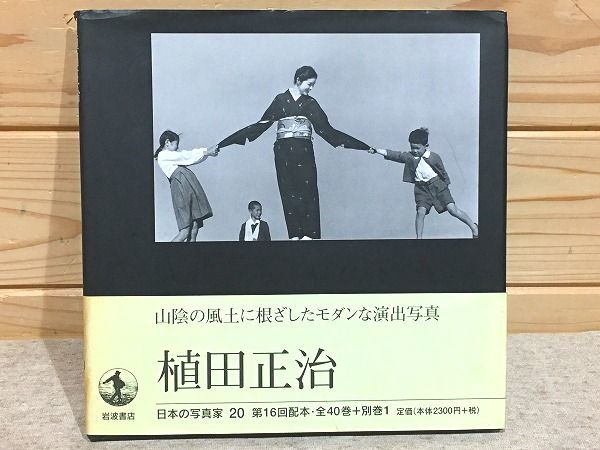 山陰の風土に根ざしたモダンな演出写真
植田正治
岩波書店
日本の写真家 20 第16回配本・全40巻+別巻1 定価(本体2300円+税)